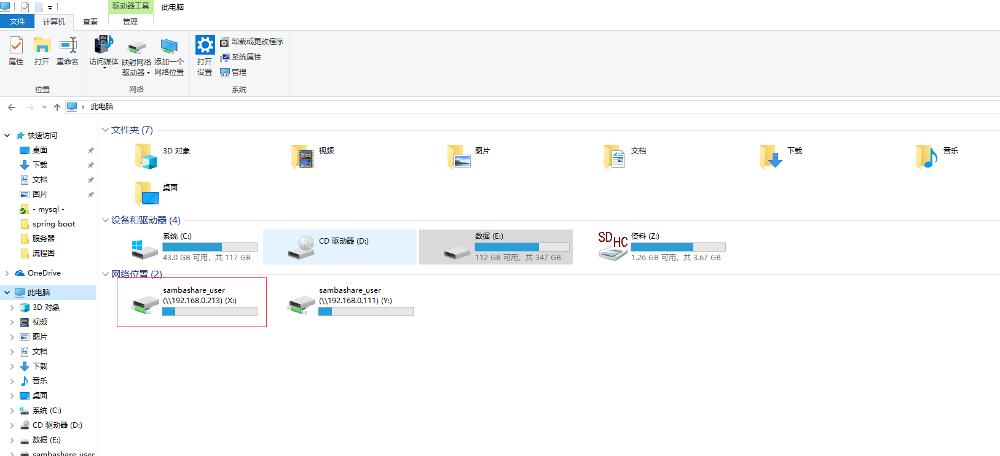 驱动器工具
此电脑
文件
计算机
查看
管理
属性
打开
重命名
访问媒体
映射网络
驱动器
添加一个
网络位置
打开
设置
卸载或更改程序
系统属性
管理
位置
网络
系统
此电脑
快速访问
桌面
下载
文档
图片
- mysql -
spring boot
服务器
流程图
OneDrive
此电脑
3D 对象
视频
图片
文档
下载
音乐
桌面
系统 (C:)
CD 驱动器 (D:)
数据 (E:)
sambashare_user
文件夹 (7)
3D 对象
视频
图片
文档
下载
音乐
桌面
设备和驱动器 (4)
系统 (C:)
43.0 GB 可用，共 117 GB
CD 驱动器 (D:)
数据 (E:)
112 GB 可用，共 347 GB
SDHC
资料 (Z:)
1.26 GB 可用，共 3.67 GB
网络位置 (2)
sambashare_user
(\\192.168.0.213) (X:)
sambashare_user
(\\192.168.0.111) (Y:)